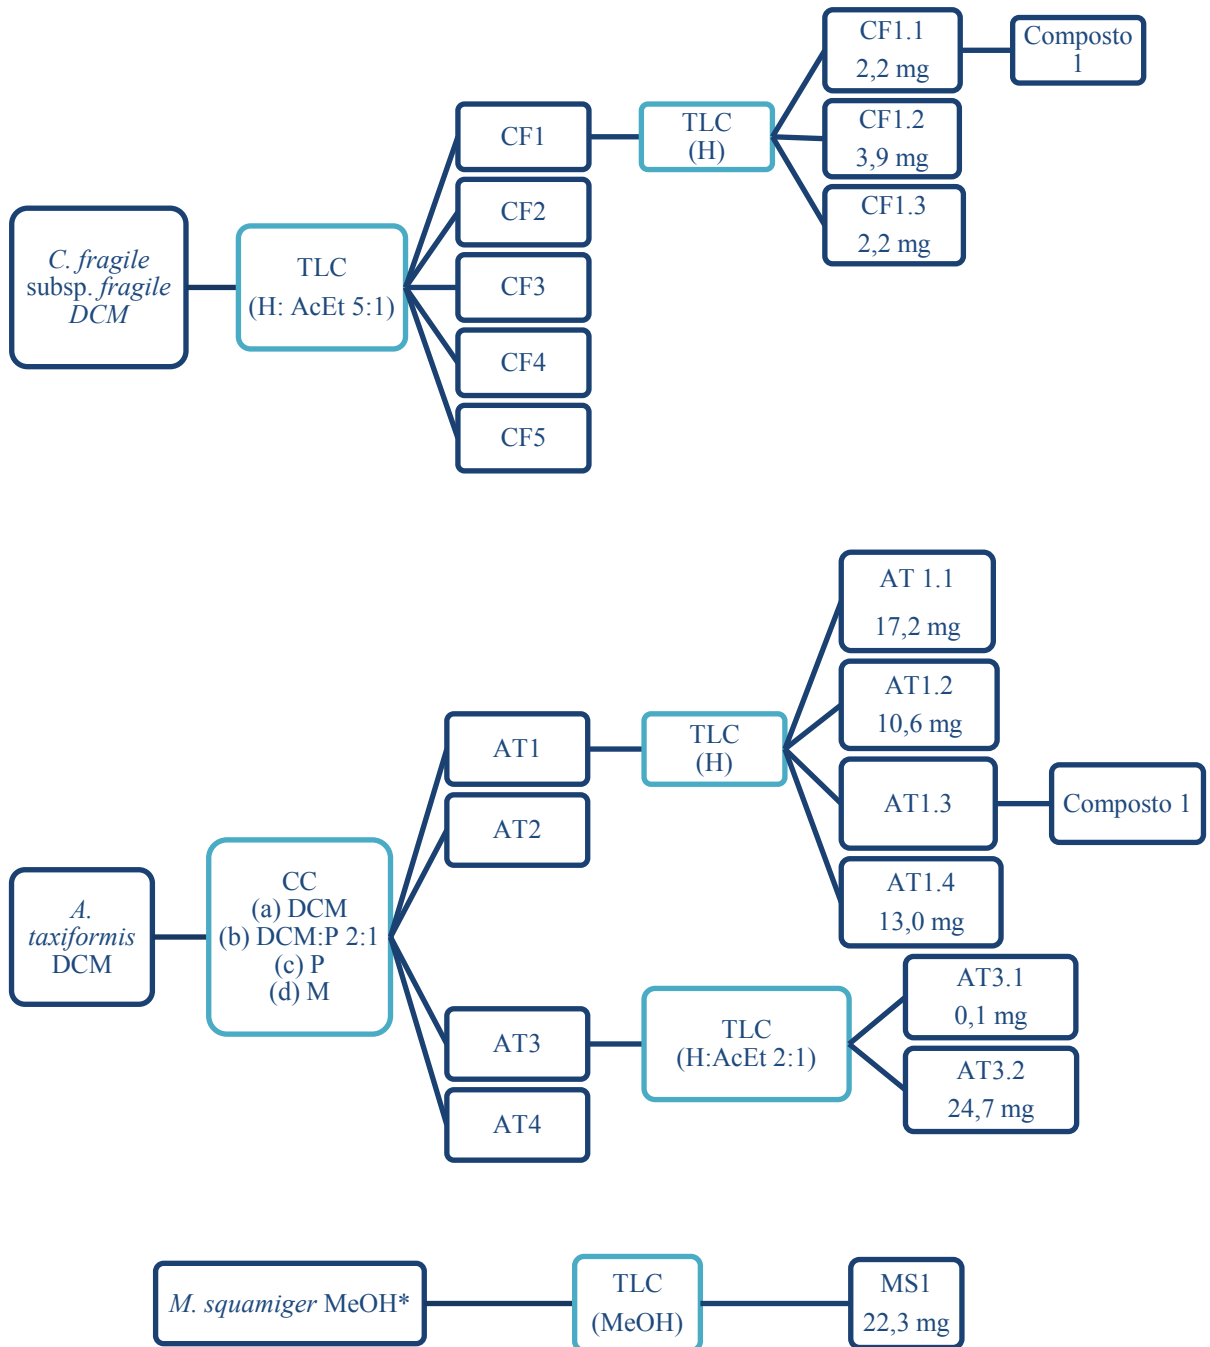 C. fragile
subsp. fragile
DCM
TLC
(H: AcEt 5:1)
CF1
CF2
CF3
CF4
CF5
TLC
(H)
CF1.1
2,2 mg
CF1.2
3,9 mg
CF1.3
2,2 mg
Composto
1
A.
taxiformis
DCM
CC
(a) DCM
(b) DCM:P 2:1
(c) P
(d) M
AT1
AT2
AT3
AT4
TLC
(H)
AT 1.1
17,2 mg
AT1.2
10,6 mg
AT1.3
AT1.4
13,0 mg
Composto 1
TLC
(H:AcEt 2:1)
AT3.1
0,1 mg
AT3.2
24,7 mg
M. squamiger MeOH*
TLC
(MeOH)
MS1
22,3 mg